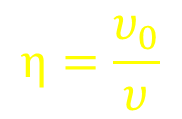 η = υ₀/υ